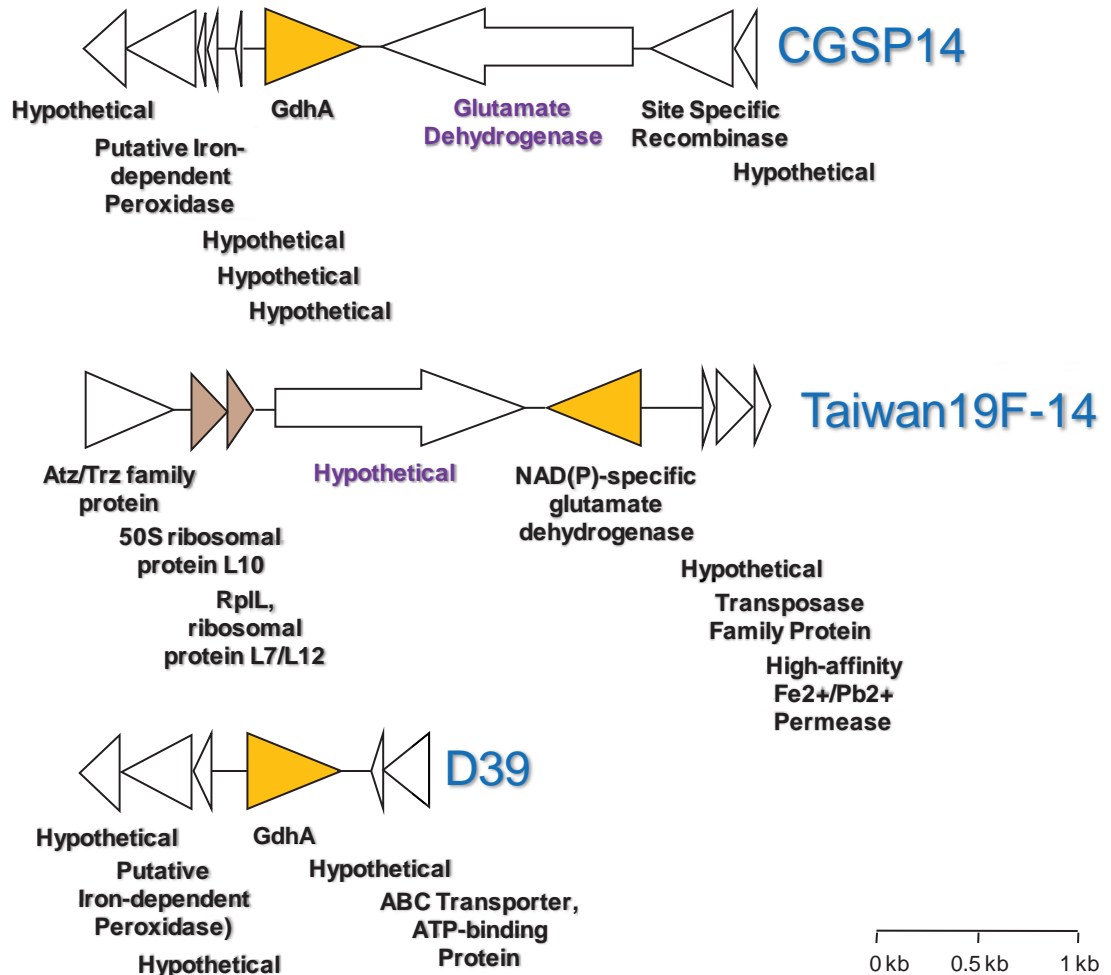 CGSP14
Hypothetical
GdhA
Glutamate
Dehydrogenase
Site Specific
Recombinase
Putative Iron-
dependent
Peroxidase
Hypothetical
Hypothetical
Hypothetical
Hypothetical
Taiwan19F-14
Atz/Trz family
protein
Hypothetical
NAD(P)-specific
glutamate
dehydrogenase
50S ribosomal
protein L10
RplL,
ribosomal
protein L7/L12
Hypothetical
Transposase
Family Protein
High-affinity
Fe2+/Pb2+
Permease
D39
Hypothetical
GdhA
Putative
Iron-dependent
Peroxidase)
Hypothetical
Hypothetical
ABC Transporter,
ATP-binding
Protein
0 kb 0.5 kb 1 kb